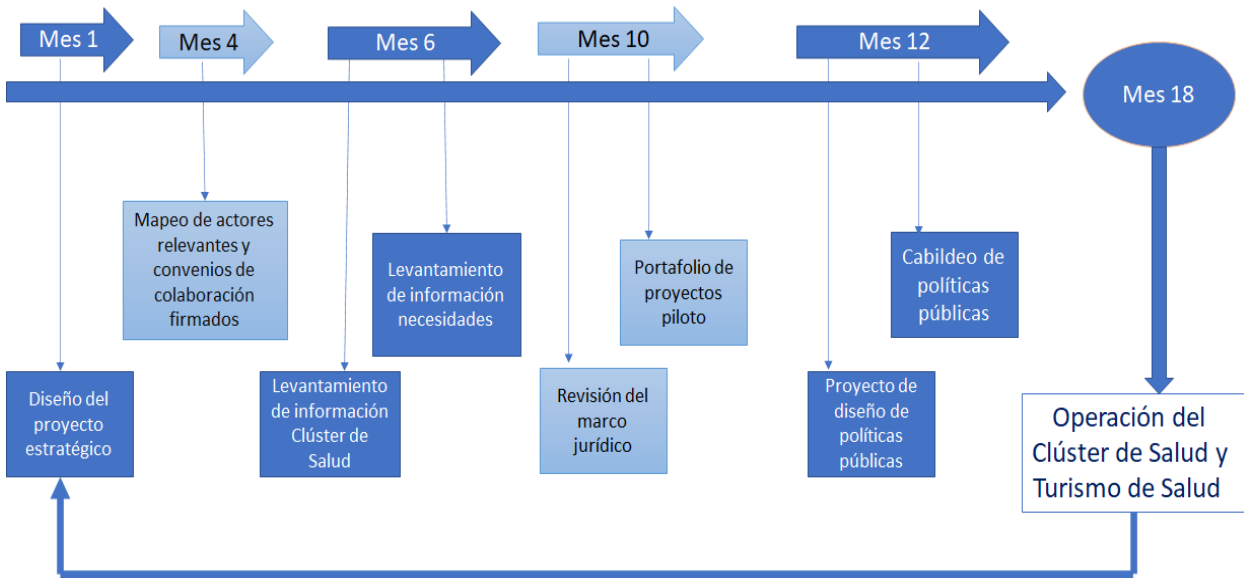 Mes 1
Mes 4
Mes 6
Mes 10
Mes 12
Mes 18
Mapeo de actores
relevantes y
convenios de
colaboración
firmados
Levantamiento
de información
necesidades
Portafolio de
proyectos
piloto
Cabildeo de
políticas
públicas
Diseño del
proyecto
estratégico
Levantamiento
de información
Clúster de
Salud
Revisión del
marco
jurídico
Proyecto de
diseño de
políticas
públicas
Operación del
Clúster de Salud y
Turismo de Salud